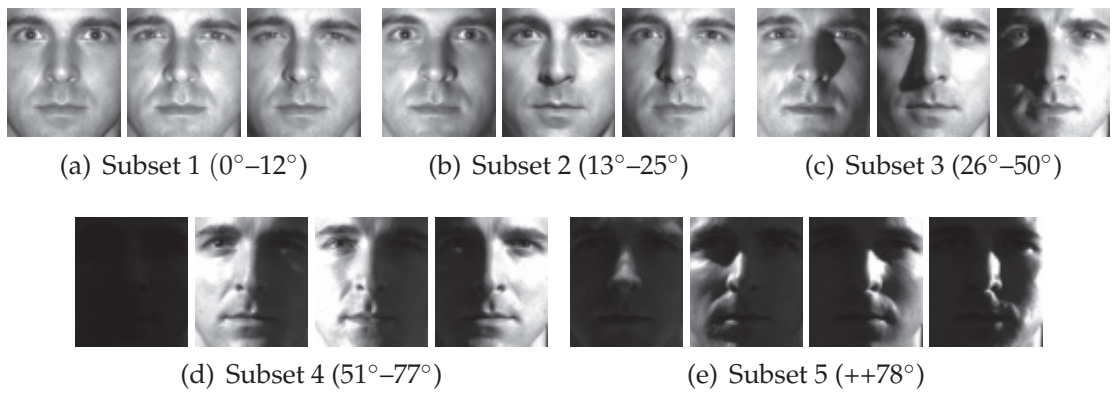 (a) Subset 1 (0°–12°)
(b) Subset 2 (13°–25°)
(c) Subset 3 (26°–50°)
(d) Subset 4 (51°–77°)
(e) Subset 5 (++78°)